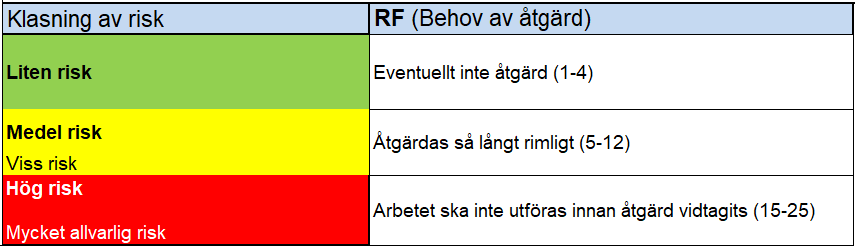 Klasning av risk
RF (Behov av åtgärd)
Liten risk
Eventuellt inte åtgärd (1-4)
Medel risk
Viss risk
Åtgärdas så långt rimligt (5-12)
Hög risk
Mycket allvarlig risk
Arbetet ska inte utföras innan åtgärd vidtagits (15-25)